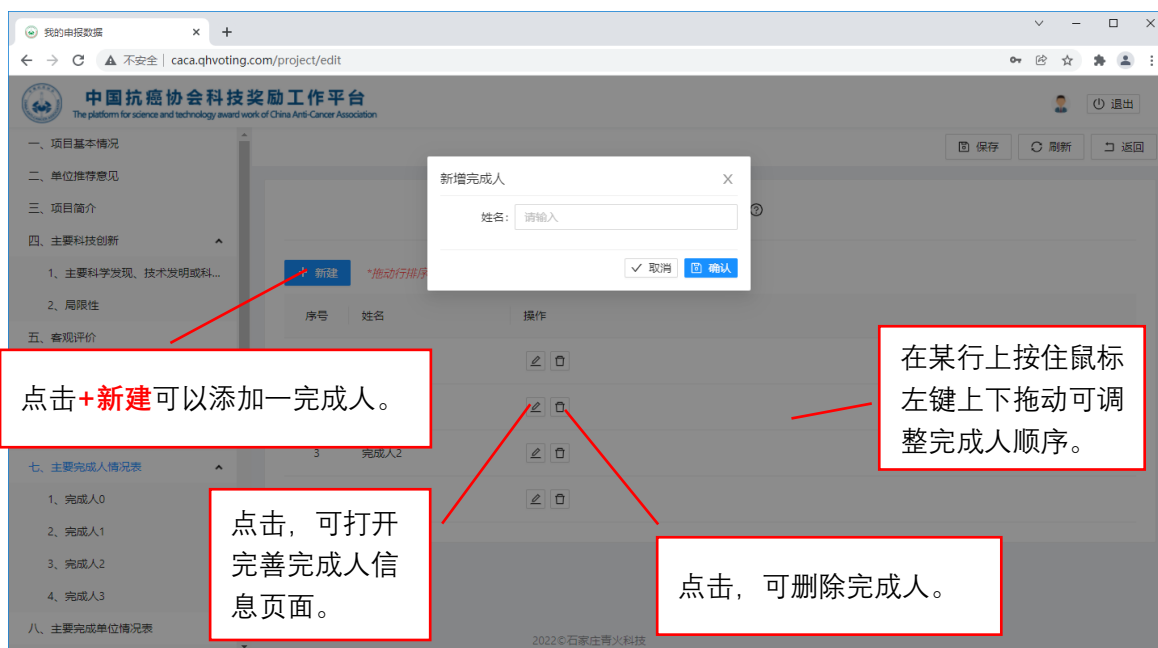 我的申报数据
不安全 | caca.qhvoting.com/project/edit
中国抗癌协会科技奖励工作平台
The platform for science and technology award work of China Anti-Cancer Association
退出
一、项目基本情况
保存 刷新 返回
二、单位推荐意见
三、项目简介
四、主要科技创新
1、主要科学发现、技术发明或科...
2、局限性
五、客观评价
新增完成人
姓名: 请输入
取消 确认
+ 新建 *拖动行排序
序号 姓名 操作
点击+新建可以添加一完成人。
在某行上按住鼠标
左键上下拖动可调
整完成人顺序。
3 完成人2
七、主要完成人情况表
1、完成人0
2、完成人1
3、完成人2
4、完成人3
八、主要完成单位情况表
点击，可打开
完善完成人信
息页面。
点击，可删除完成人。
2022©石家庄青火科技